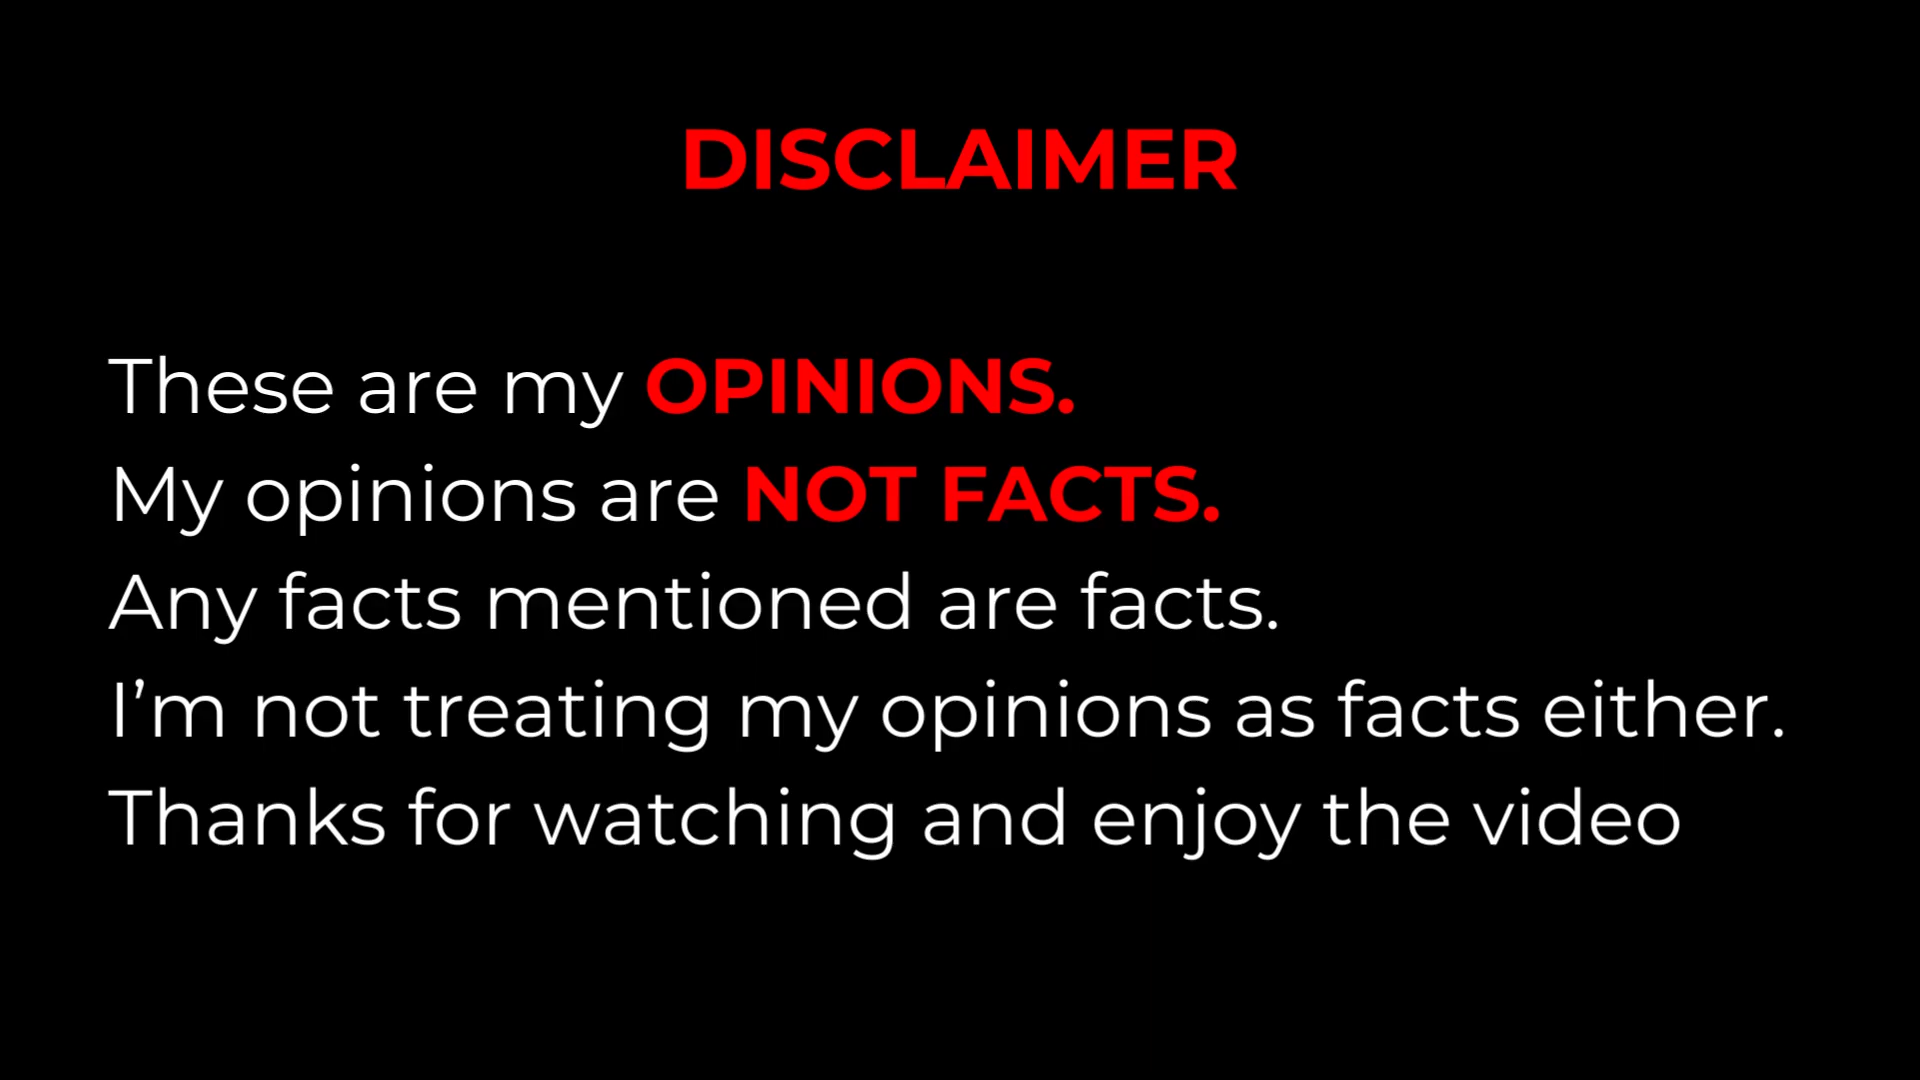 DISCLAIMER
These are my OPINIONS.
My opinions are NOT FACTS.
Any facts mentioned are facts.
I’m not treating my opinions as facts either.
Thanks for watching and enjoy the video